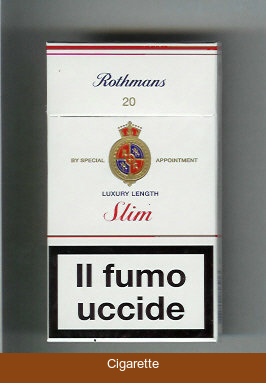 Rothmans
20
BY SPECIAL APPOINTMENT
LUXURY LENGTH
Slim
Il fumo
uccide
Cigarette